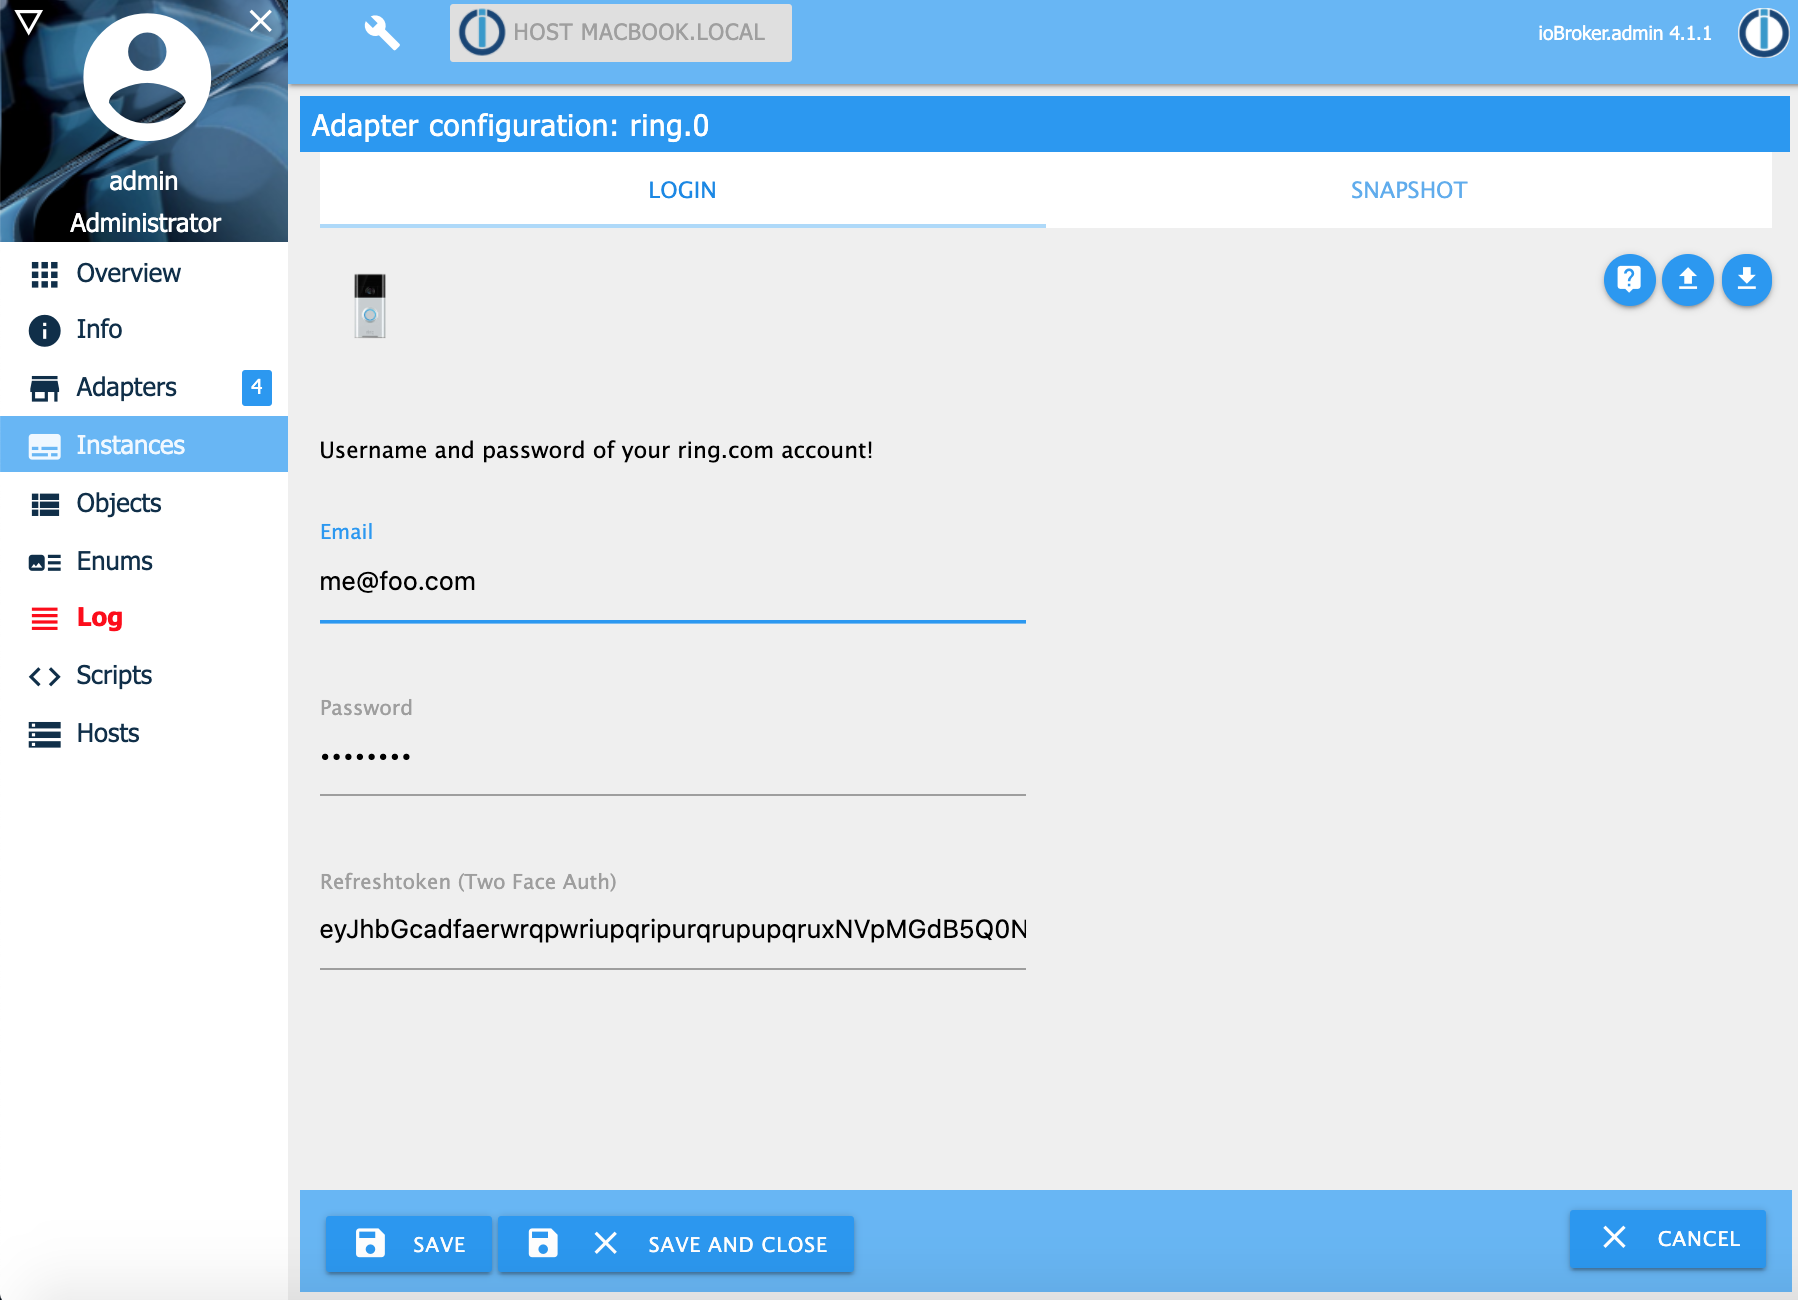 admin
Administrator
Overview
Info
Adapters 4
Instances
Objects
Enums
Log
Scripts
Hosts
HOST MACBOOK.LOCAL
ioBroker.admin 4.1.1
Adapter configuration: ring.0
LOGIN
SNAPSHOT
Username and password of your ring.com account!
Email
me@foo.com
Password
••••••••
Refreshtoken (Two Face Auth)
eyJhbGcadfaerwrqpwriupqripurqrupupqruxNVpMGdB5Q0N
SAVE
SAVE AND CLOSE
CANCEL